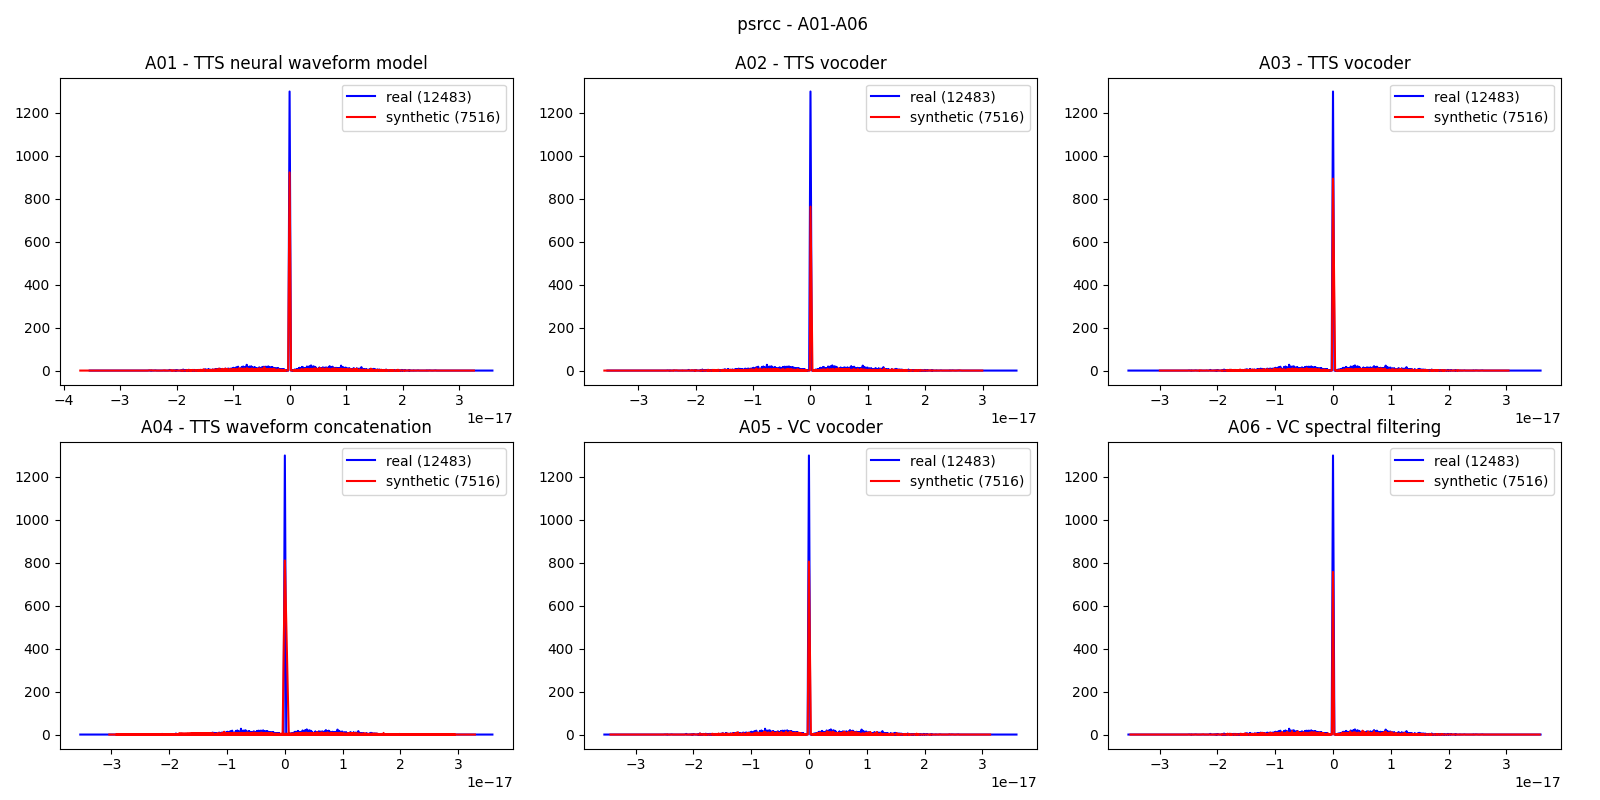 psrcc - A01-A06
A01 - TTS neural waveform model
real (12483)
synthetic (7516)
1200
1000
800
600
400
200
0
−4 −3 −2 −1 0 1 2 3
1e−17
A02 - TTS vocoder
real (12483)
synthetic (7516)
1200
1000
800
600
400
200
0
−3 −2 −1 0 1 2 3
1e−17
A03 - TTS vocoder
real (12483)
synthetic (7516)
1200
1000
800
600
400
200
0
−3 −2 −1 0 1 2 3
1e−17
A04 - TTS waveform concatenation
real (12483)
synthetic (7516)
1200
1000
800
600
400
200
0
−3 −2 −1 0 1 2 3
1e−17
A05 - VC vocoder
real (12483)
synthetic (7516)
1200
1000
800
600
400
200
0
−3 −2 −1 0 1 2 3
1e−17
A06 - VC spectral filtering
real (12483)
synthetic (7516)
1200
1000
800
600
400
200
0
−3 −2 −1 0 1 2 3
1e−17